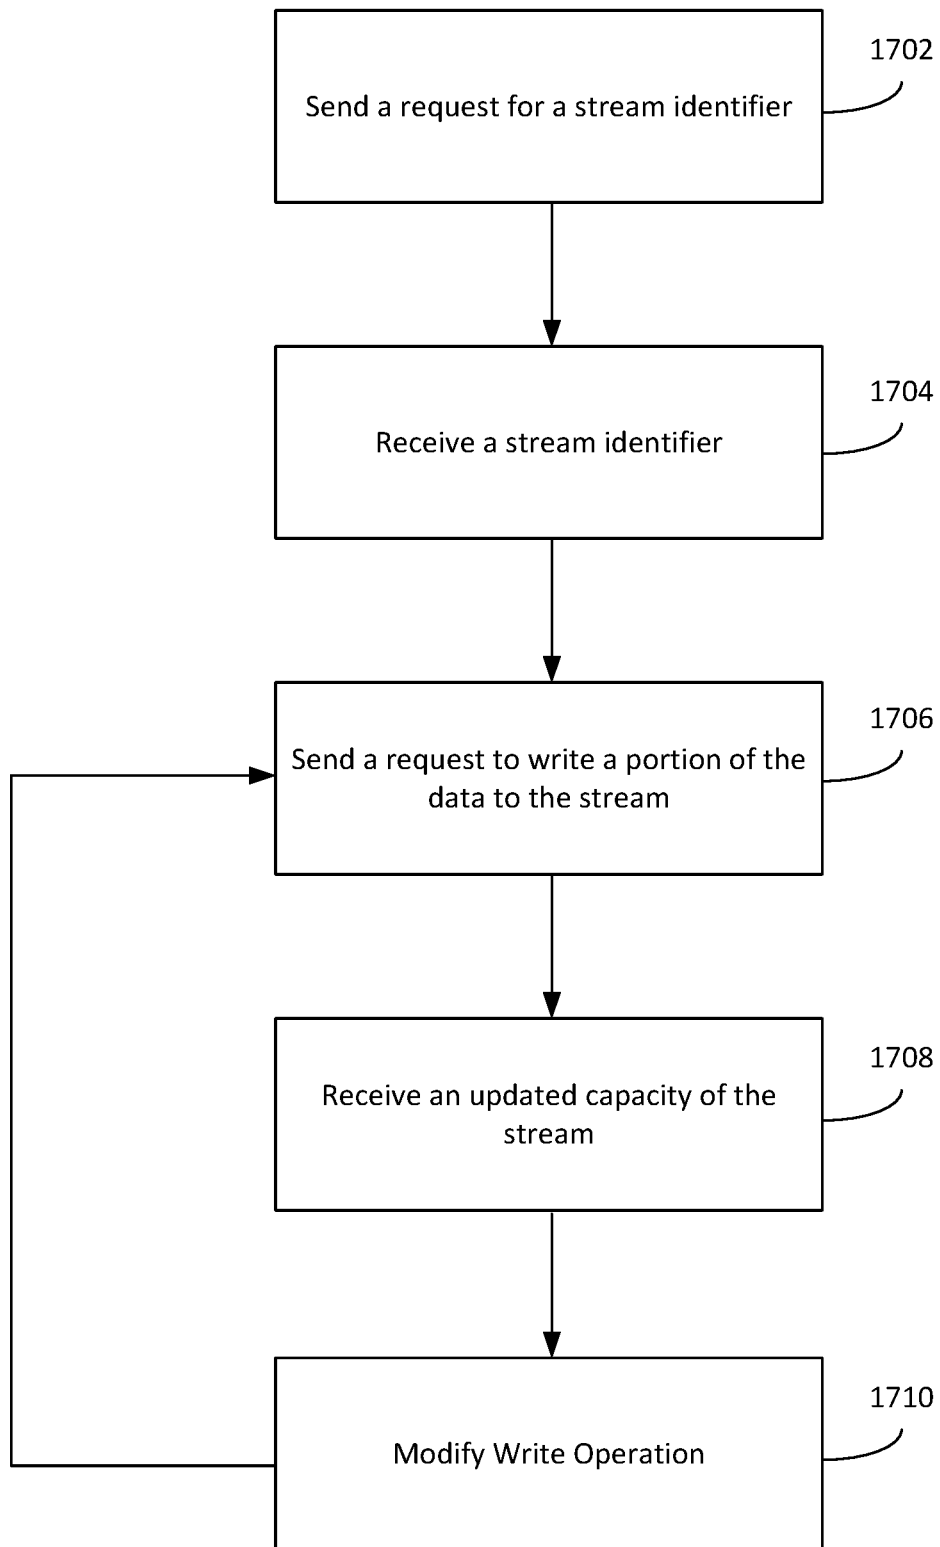 1702
Send a request for a stream identifier
1704
Receive a stream identifier
1706
Send a request to write a portion of the
data to the stream
1708
Receive an updated capacity of the
stream
1710
Modify Write Operation